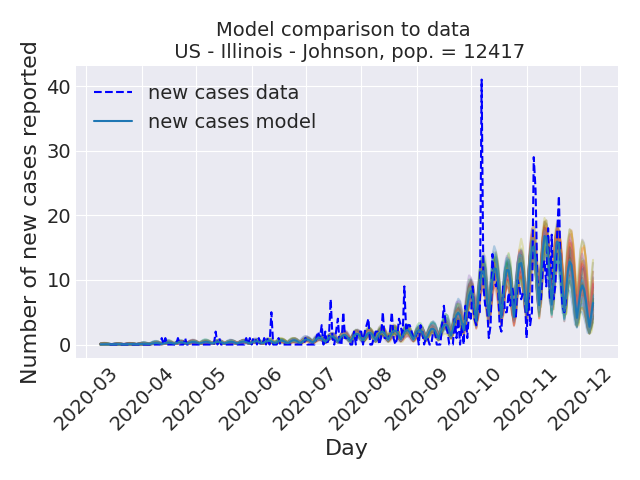 Model comparison to data
US - Illinois - Johnson, pop. = 12417
Number of new cases reported
40
30
20
10
0
new cases data
new cases model
2020-03
2020-04
2020-05
2020-06
2020-07
2020-08
2020-09
2020-10
2020-11
2020-12
Day